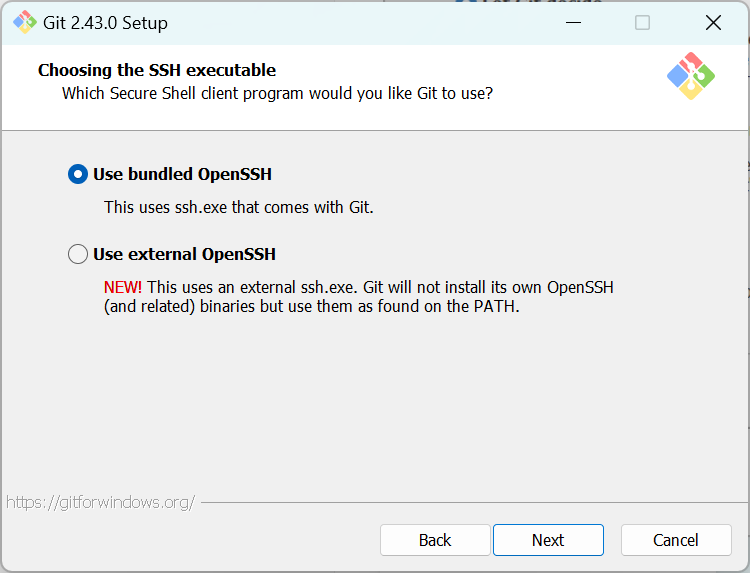 Git 2.43.0 Setup
Choosing the SSH executable
Which Secure Shell client program would you like Git to use?
Use bundled OpenSSH
This uses ssh.exe that comes with Git.
Use external OpenSSH
NEW! This uses an external ssh.exe. Git will not install its own OpenSSH
(and related) binaries but use them as found on the PATH.
https://gitforwindows.org/
Back
Next
Cancel